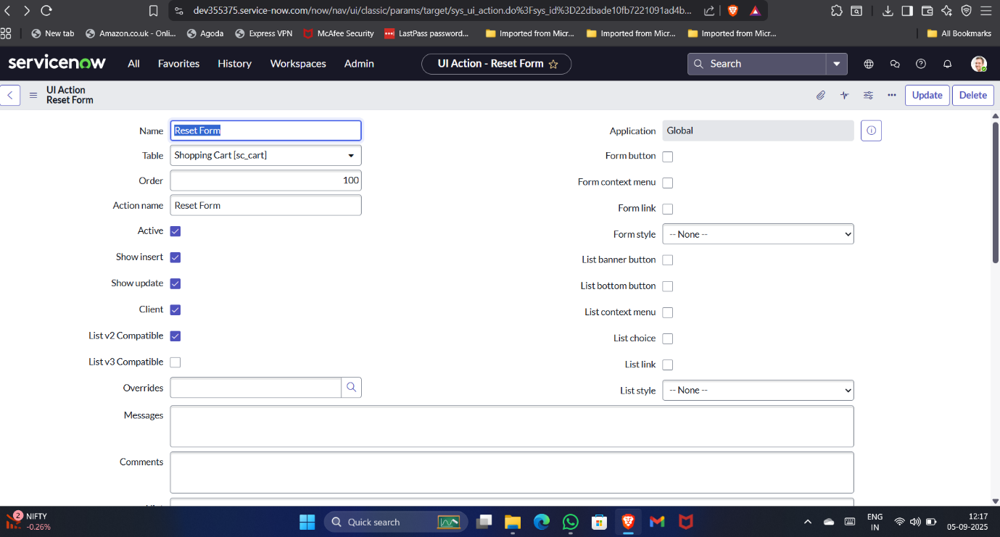 dev355375.service-now.com/now/nav/ui/classic/params/target/sys_ui_action.do%3Fsys_id%3D22dbade10fb7221091ad4b...
New tab
Amazon.co.uk - Onli...
Agoda
Express VPN
McAfee Security
LastPass password...
Imported from Micr...
Imported from Micr...
Imported from Micr...
All Bookmarks
servicenow
All
Favorites
History
Workspaces
Admin
UI Action - Reset Form
Search
UI Action
Reset Form
Update
Delete
Name
Reset Form
Table
Shopping Cart [sc_cart]
Order
100
Action name
Reset Form
Active
Show insert
Show update
Client
List v2 Compatible
List v3 Compatible
Overrides
Application
Global
Form button
Form context menu
Form link
Form style
-- None --
List banner button
List bottom button
List context menu
List choice
List link
List style
-- None --
Messages
Comments
2
NIFTY
-0.26%
Quick search
ENG
IN
12:17
05-09-2025